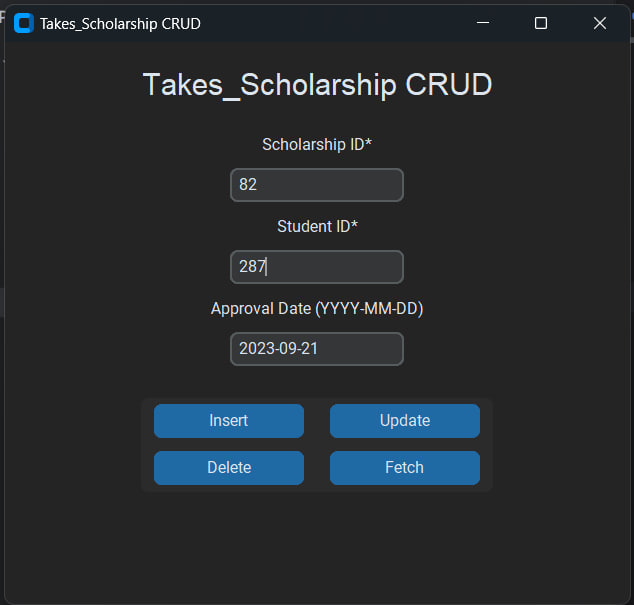 Takes_Scholarship CRUD
Takes_Scholarship CRUD
Scholarship ID*
82
Student ID*
287
Approval Date (YYYY-MM-DD)
2023-09-21
Insert Update
Delete Fetch